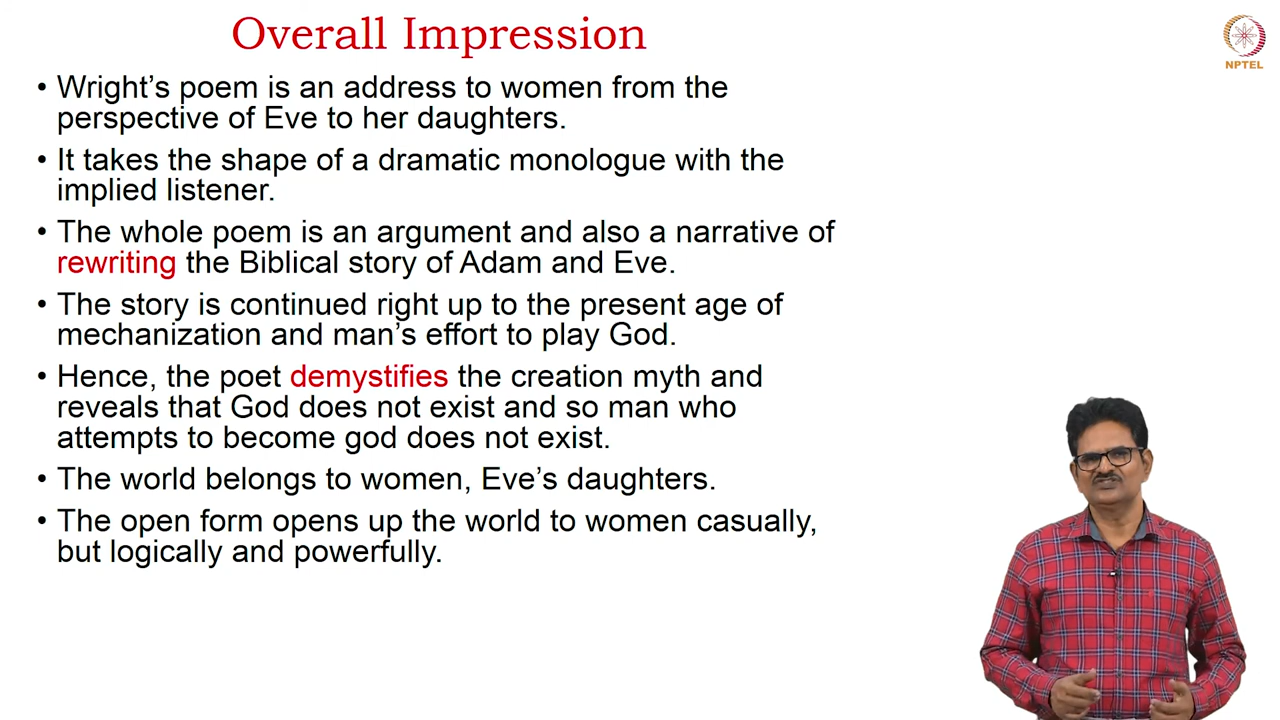 Overall Impression
NPTEL
• Wright's poem is an address to women from the
perspective of Eve to her daughters.
• It takes the shape of a dramatic monologue with the
implied listener.
• The whole poem is an argument and also a narrative of
rewriting the Biblical story of Adam and Eve.
• The story is continued right up to the present age of
mechanization and man's effort to play God.
• Hence, the poet demystifies the creation myth and
reveals that God does not exist and so man who
attempts to become god does not exist.
• The world belongs to women, Eve's daughters.
• The open form opens up the world to women casually,
but logically and powerfully.